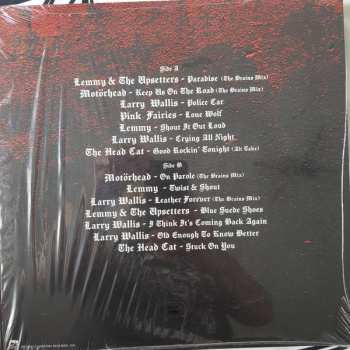 Side A
Lemmy & The Upsetters - Paradise (The Brains Mix)
Motörhead - Keep Us On The Road (The Brains Mix)
Larry Wallis - Police Car
Pink Fairies - Lone Wolf
Lemmy - Shout It Out Loud
Larry Wallis - Crying All Night
The Head Cat - Good Rockin' Tonight (Alt Take)
Side B
Motörhead - On Parole (The Brains Mix)
Lemmy - Twist & Shout
Larry Wallis - Leather Forever (The Brains Mix)
Lemmy & The Upsetters - Blue Suede Shoes
Larry Wallis - I Think It's Coming Back Again
Larry Wallis - Old Enough To Know Better
The Head Cat - Stuck On You